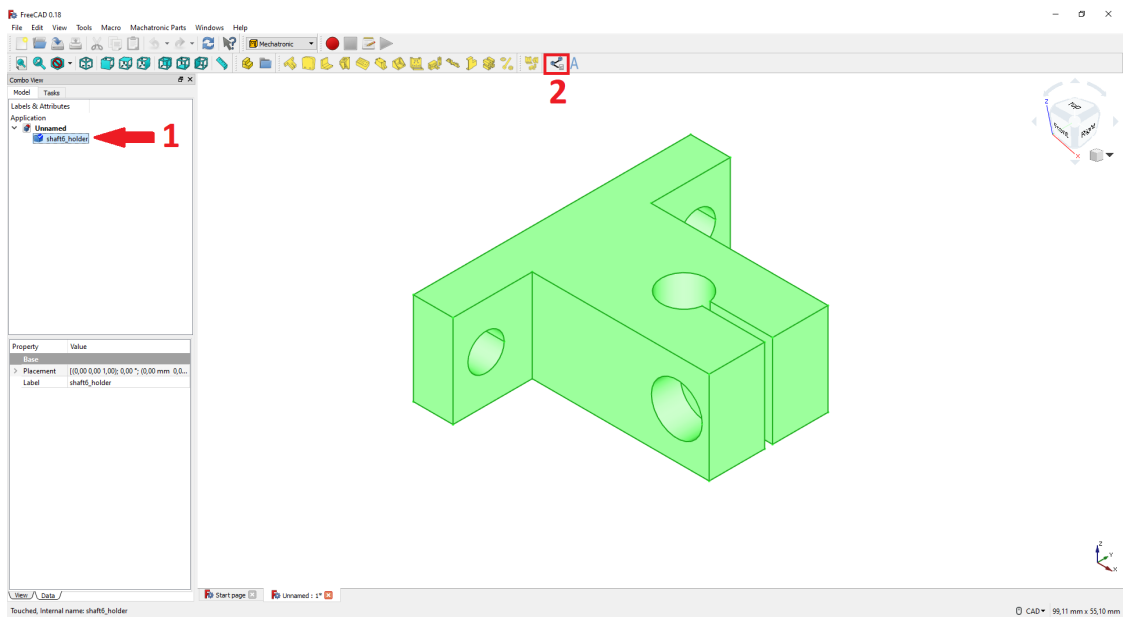 FreeCAD 0.18
File Edit View Tools Macro Machatronic Parts Windows Help
Mechatronic
2
Combo View
Model Tasks
Labels & Attributes
Application
Unnamed
shaft6_holder
1
Z
TOP
FRONT
RIGHT
X
Property Value
Base
Placement [(0,00 0,00 1,00); 0,00 °; (0,00 mm 0,0...
Label shaft6_holder
Z
Y
X
View Data
Start page
Unnamed : 1*
Touched, Internal name: shaft6_holder
CAD
99,11 mm x 55,10 mm